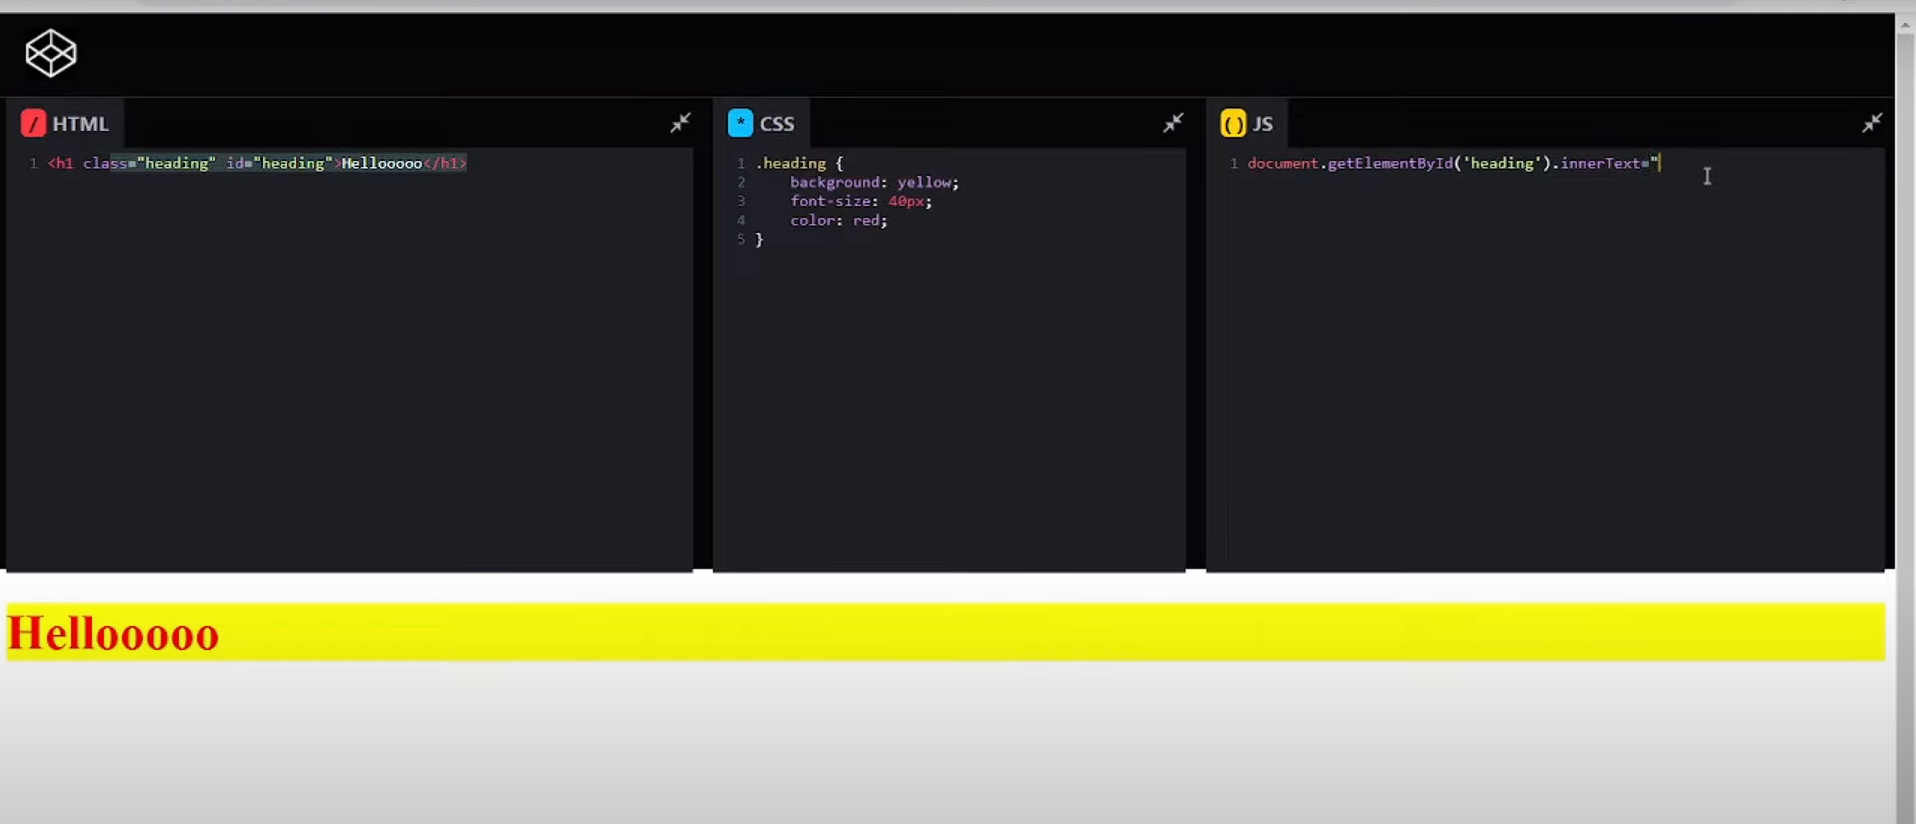 HTML
1 <h1 class="heading" id="heading">Hellooooo</h1>
CSS
1 .heading {
2 background: yellow;
3 font-size: 40px;
4 color: red;
5 }
JS
1 document.getElementById('heading').innerText="
Hellooooo